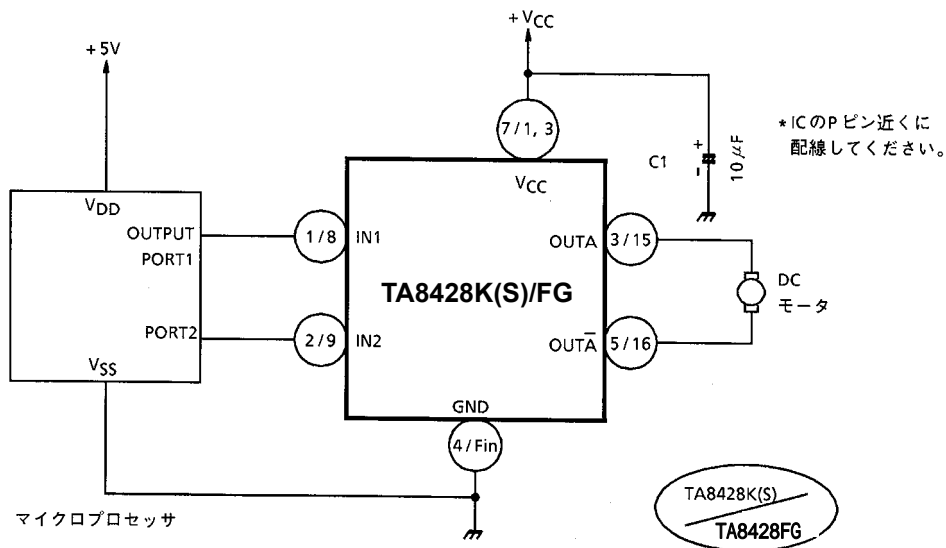 +VCC
+5V
7/1, 3
*ICのPピン近くに
配線してください。
C1
+
-
10μF
VCC
VDD
OUTPUT
PORT1
1/8
IN1
OUTA
3/15
TA8428K(S)/FG
DC
モータ
PORT2
2/9
IN2
OUTA̅
5/16
VSS
GND
4/Fin
マイクロプロセッサ
TA8428K(S)
TA8428FG